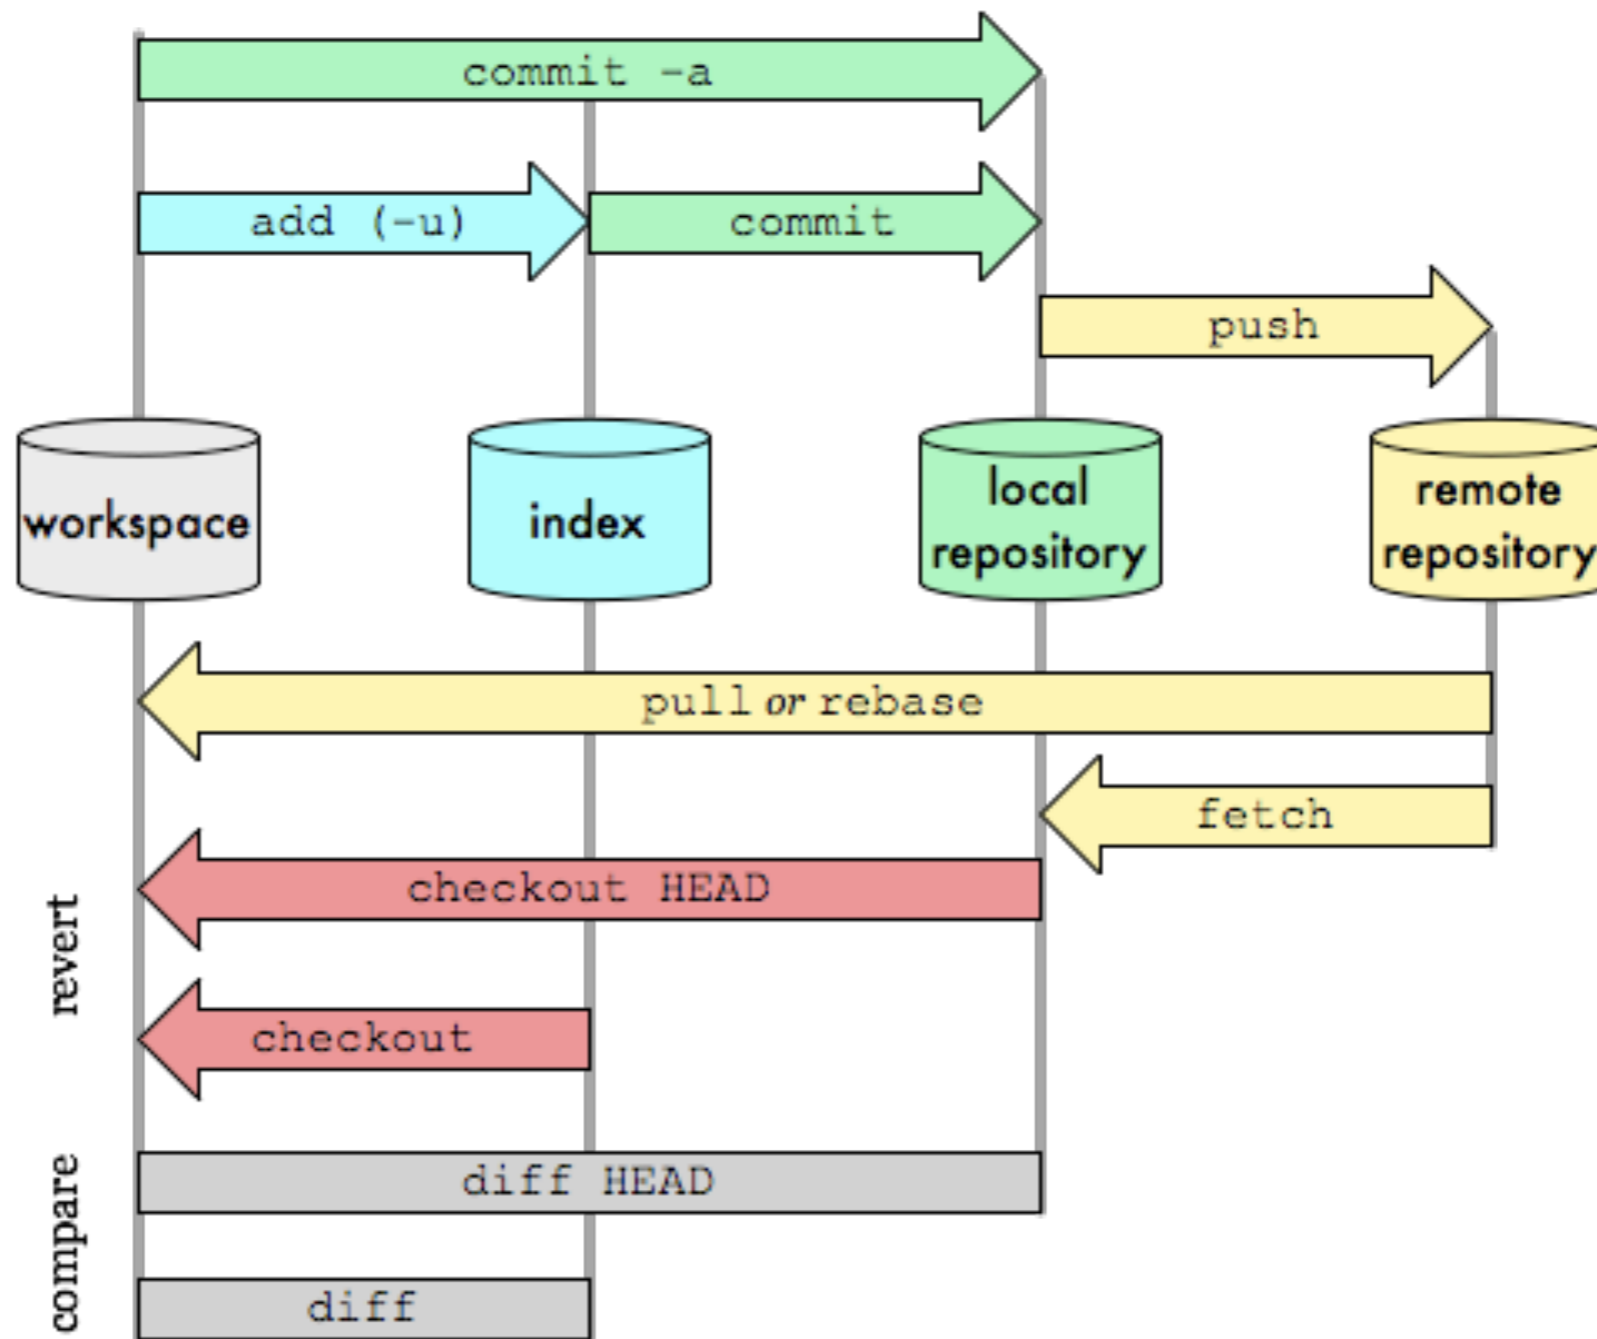 commit -a
add (-u)
commit
push
workspace
index
local
repository
remote
repository
pull or rebase
fetch
revert
checkout HEAD
checkout
compare
diff HEAD
diff